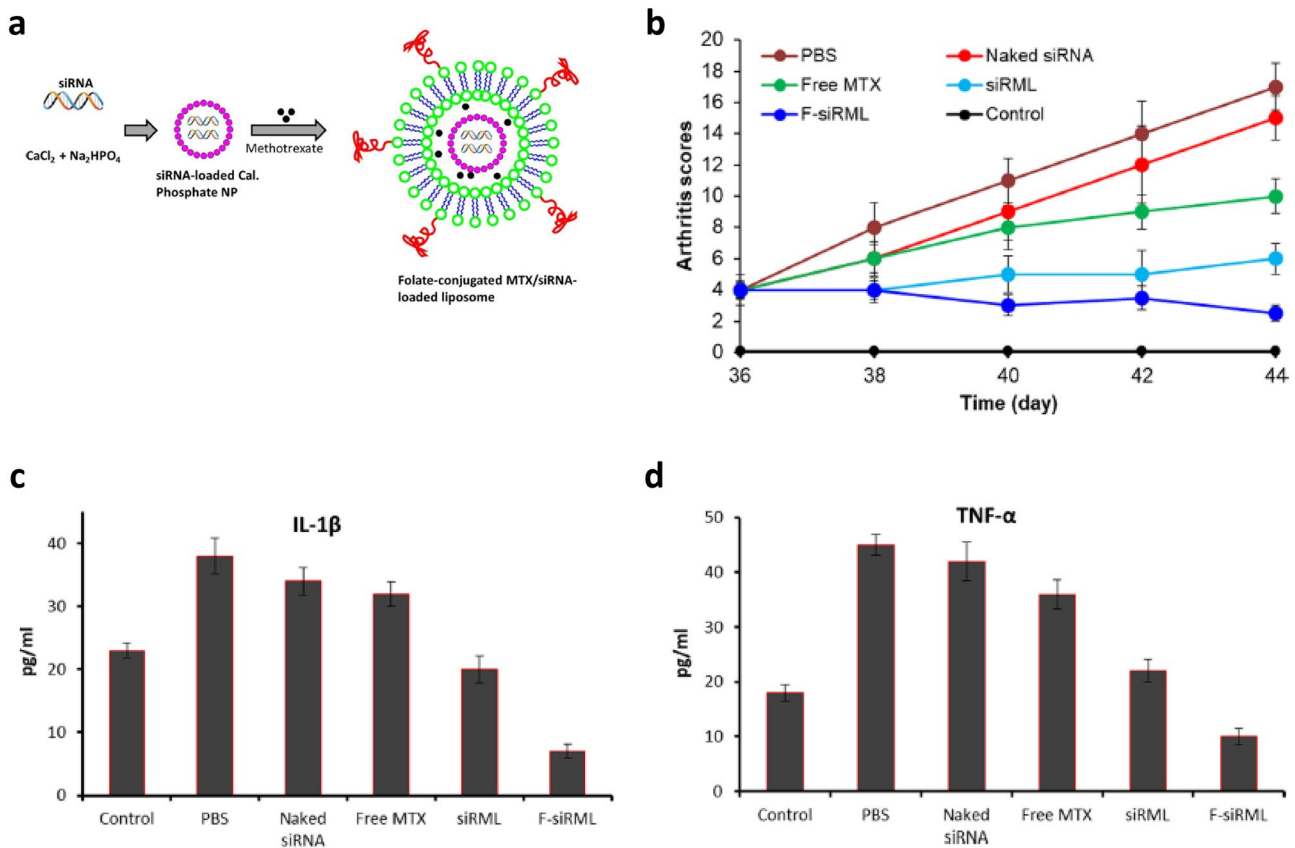 a
siRNA
CaCl₂ + Na₂HPO₄
siRNA-loaded Cal.
Phosphate NP
Methotrexate
Folate-conjugated MTX/siRNA-
loaded liposome
b
Arthritis scores
20
18
16
14
12
10
8
6
4
2
0
PBS
Naked siRNA
Free MTX
siRML
F-siRML
Control
36
38
40
42
44
Time (day)
c
IL-1β
pg/ml
40
30
20
10
0
Control
PBS
Naked
siRNA
Free MTX
siRML
F-siRML
d
TNF-α
pg/ml
50
40
30
20
10
0
Control
PBS
Naked
siRNA
Free MTX
siRML
F-siRML